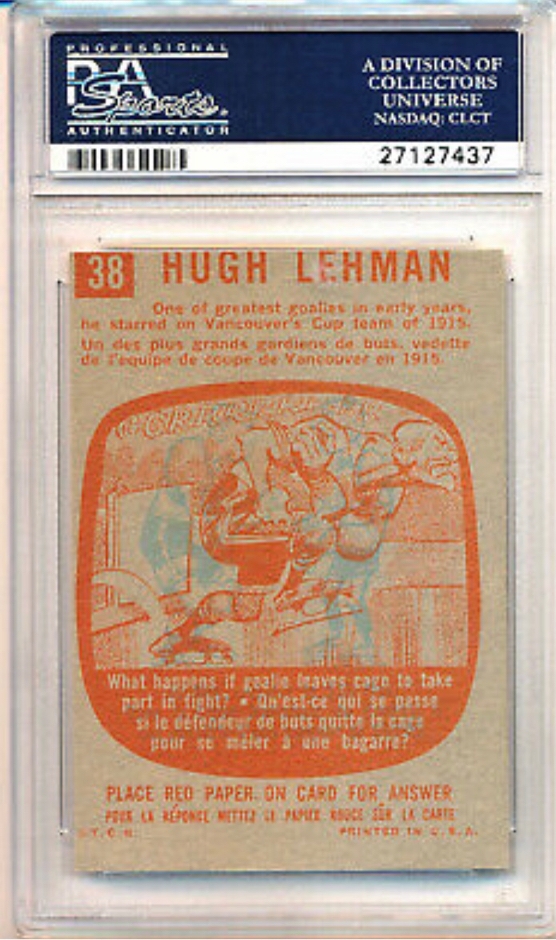 PROFESSIONAL
PSA
Sports
AUTHENTICATOR
A DIVISION OF
COLLECTORS
UNIVERSE
NASDAQ: CLCT
27127437
38 HUGH LEHMAN
One of greatest goalies in early years,
he starred on Vancouver's Cup team of 1915.
Un des plus grands gardiens de buts, vedette
de l'equipe de coupe de Vancouver en 1915.
What happens if goalie leaves cage to take
part in fight? • Qu'est-ce qui se passe
si le défendeur de buts quiste la cage
pour se mêler à une bagarre?
PLACE RED PAPER ON CARD FOR ANSWER
POUR LA RÉPONCE METTEZ LE PAPIER ROUGE SÛR LA CARTE
T.C.G. PRINTED IN U.S.A.